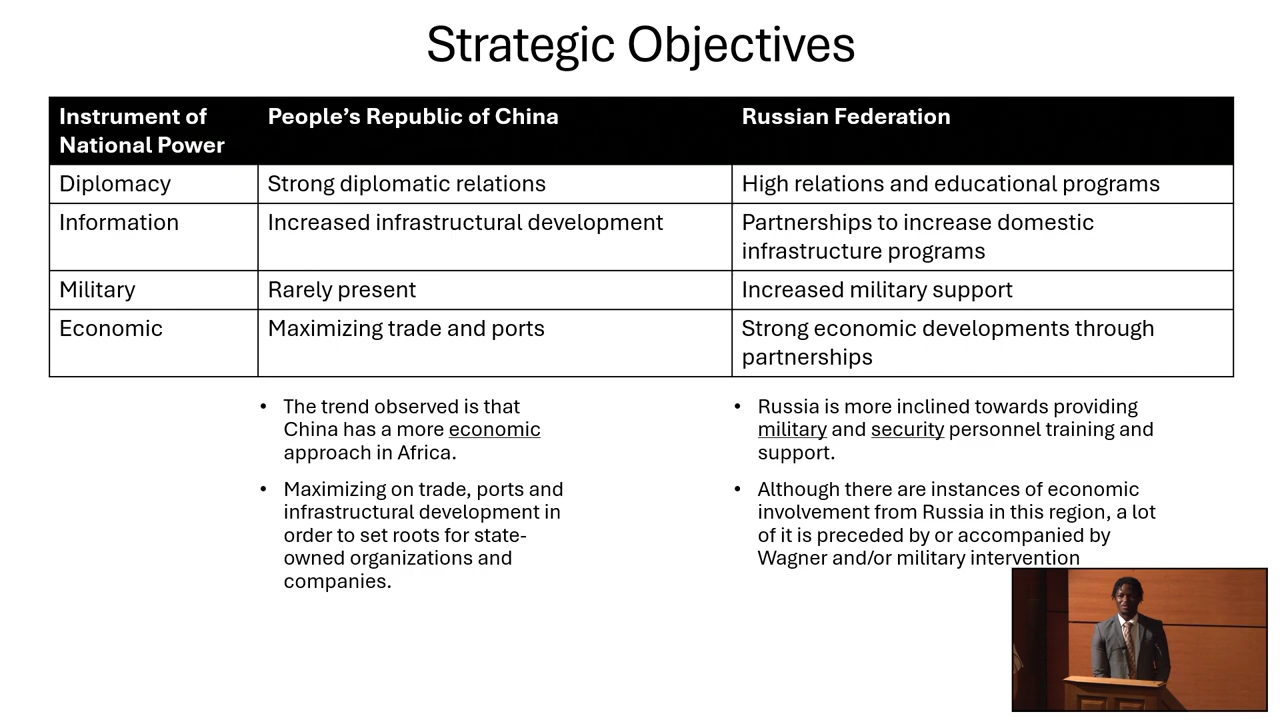 Strategic Objectives
Instrument of National Power
People's Republic of China
Russian Federation
Diplomacy
Strong diplomatic relations
High relations and educational programs
Information
Increased infrastructural development
Partnerships to increase domestic
infrastructure programs
Military
Rarely present
Increased military support
Economic
Maximizing trade and ports
Strong economic developments through
partnerships
• The trend observed is that
China has a more economic
approach in Africa.
• Maximizing on trade, ports and
infrastructural development in
order to set roots for state-
owned organizations and
companies.
• Russia is more inclined towards providing
military and security personnel training and
support.
• Although there are instances of economic
involvement from Russia in this region, a lot
of it is preceded by or accompanied by
Wagner and/or military intervention